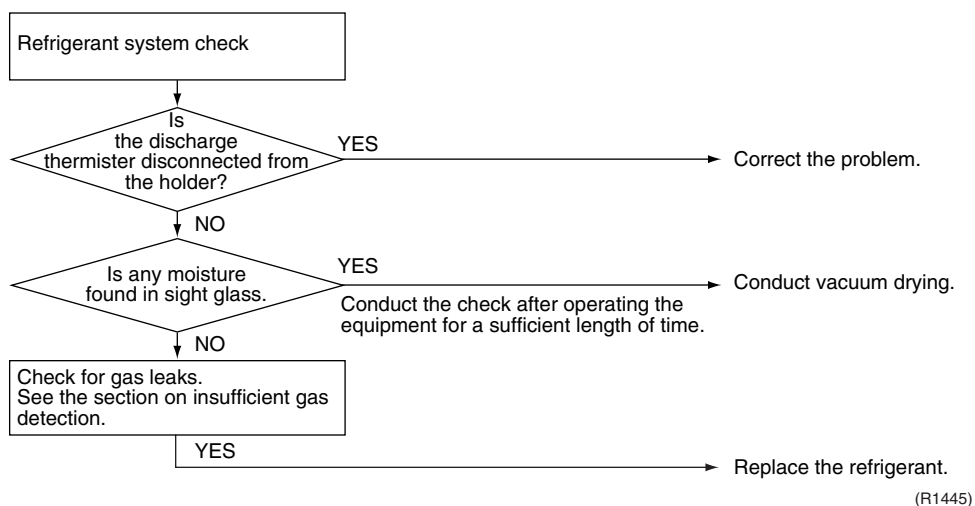 Refrigerant system check
Is
the discharge
thermister disconnected from
the holder?
YES
Correct the problem.
NO
Is any moisture
found in sight glass.
YES
Conduct the check after operating the
equipment for a sufficient length of time.
Conduct vacuum drying.
NO
Check for gas leaks.
See the section on insufficient gas
detection.
YES
Replace the refrigerant.
(R1445)